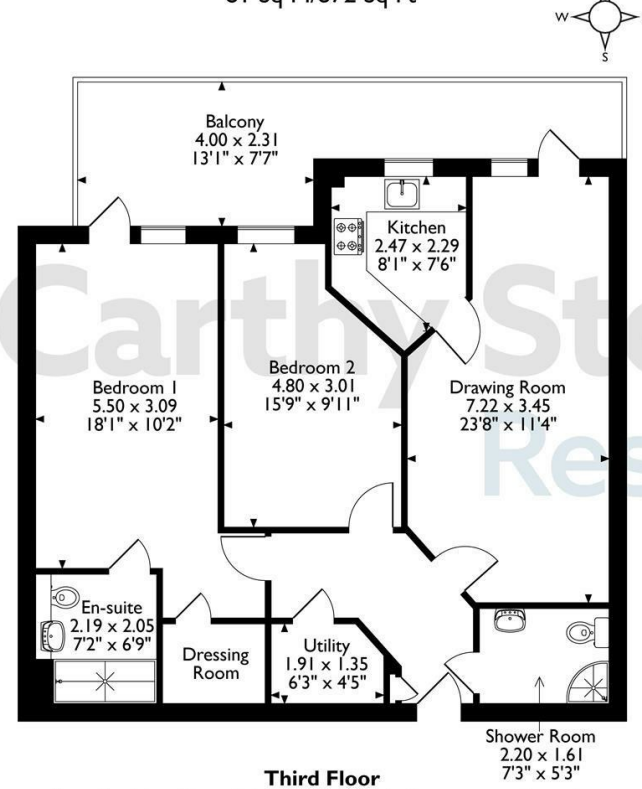 W
S
Balcony
4.00 x 2.31
13'1" x 7'7"
Kitchen
2.47 x 2.29
8'1" x 7'6"
Carthy Sto
Bedroom 1
5.50 x 3.09
18'1" x 10'2"
Bedroom 2
4.80 x 3.01
15'9" x 9'11"
Drawing Room
7.22 x 3.45
23'8" x 11'4"
Res
En-suite
2.19 x 2.05
7'2" x 6'9"
Dressing
Room
Utility
1.91 x 1.35
6'3" x 4'5"
Shower Room
2.20 x 1.61
7'3" x 5'3"
Third Floor